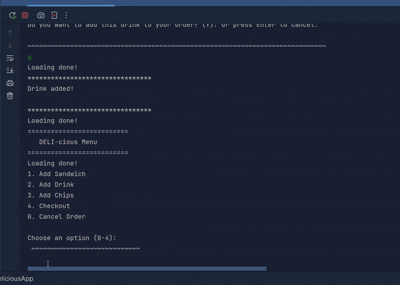 Do you want to add this drink to your order? (Y). Or press Enter to cancel.
~~~~~~~~~~~~~~~~~~~~~~~~~~~~~~~~~~~~~~~~~~~~~~~~~~~~~~~~~~~~~~~~~~~~~~~~~~~~~
y
Loading done!
********************************
Drink added!
********************************
Loading done!
==========================
DELI-cious Menu
==========================
Loading done!
1. Add Sandwich
2. Add Drink
3. Add Chips
4. Checkout
0. Cancel Order
Choose an option (0-4):
~~~~~~~~~~~~~~~~~~~~~~~~~~~~
eliciousApp